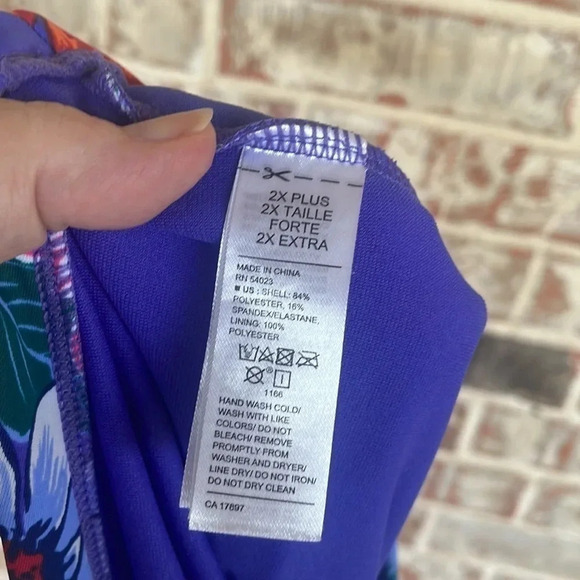 2X PLUS
2X TAILLE
FORTE
2X EXTRA
MADE IN CHINA
RN 54023
■ US : SHELL: 84%
POLYESTER, 16%
SPANDEX/ELASTANE,
LINING: 100%
POLYESTER
1166
HAND WASH COLD/
WASH WITH LIKE
COLORS/ DO NOT
BLEACH/ REMOVE
PROMPTLY FROM
WASHER AND DRYER/
LINE DRY/ DO NOT IRON/
DO NOT DRY CLEAN
CA 17897